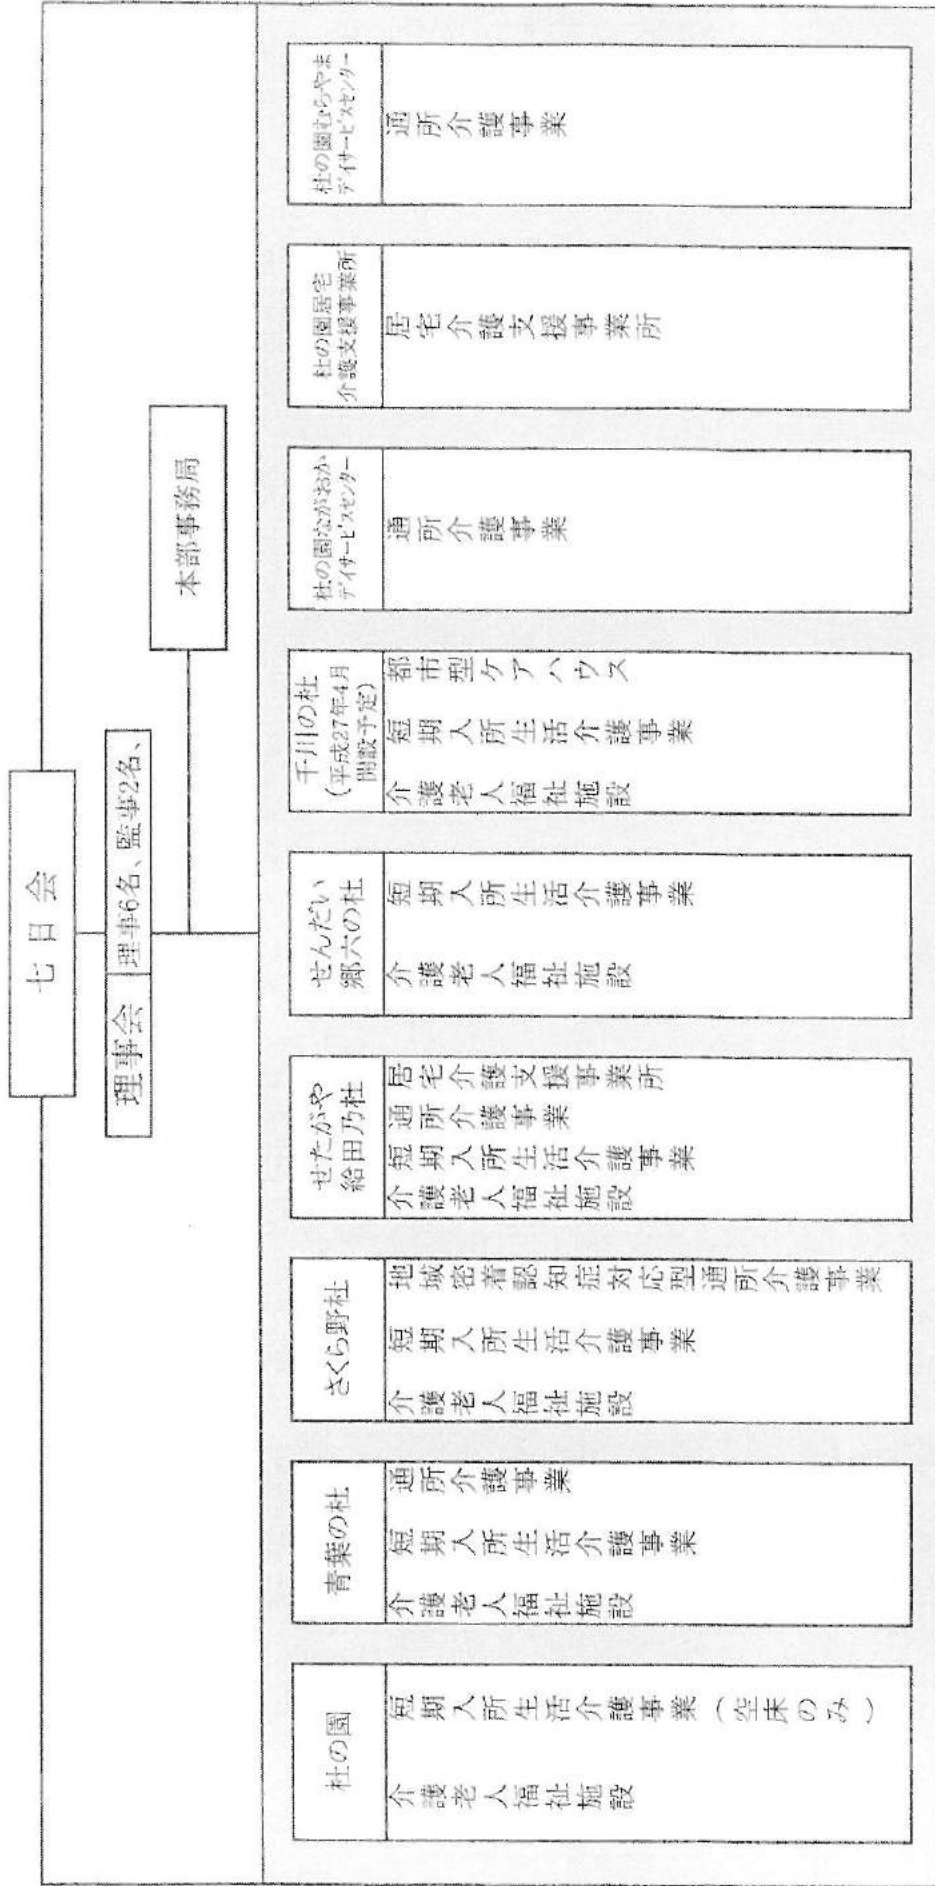 七日会
理事会 理事6名、監事2名、
本部事務局
杜の園
介護老人福祉施設
短期入所生活介護事業(空床のみ)
青葉の杜
介護老人福祉施設
短期入所生活介護事業
通所介護事業
さくら野杜
介護老人福祉施設
短期入所生活介護事業
地域密着認知症対応型通所介護事業
せたがや
給田乃杜
介護老人福祉施設
短期入所生活介護事業
通所介護事業
居宅介護支援事業所
せんだい
郷六の杜
介護老人福祉施設
短期入所生活介護事業
千川の杜
(平成27年4月
開設予定)
介護老人福祉施設
短期入所生活介護事業
都市型ケアハウス
杜の園ながおか
デイサービスセンター
通所介護事業
杜の園居宅
介護支援事業所
居宅介護支援事業所
杜の園むらやま
デイサービスセンター
通所介護事業